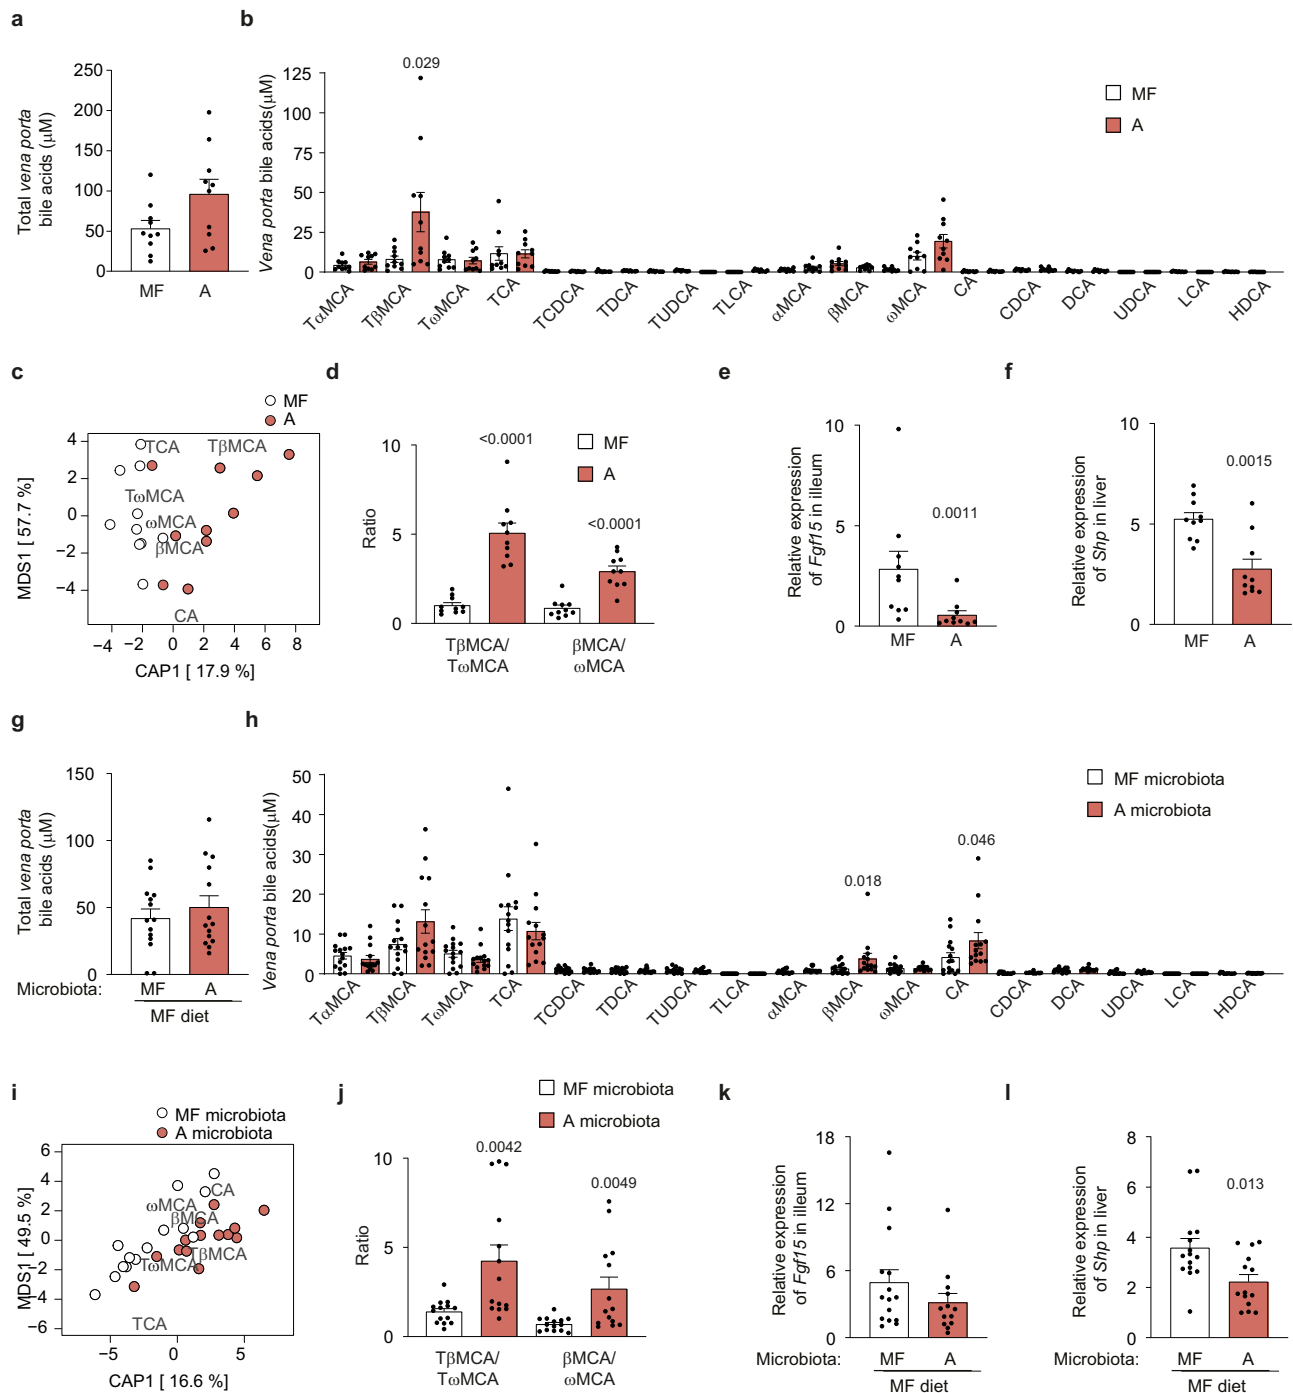 a
b
250
200
150
100
50
0
Total vena porta
bile acids (µM)
MF
A
125
100
75
50
25
0
Vena porta bile acids(µM)
0.029
MF
A
TαMCA
TβMCA
TωMCA
TCA
TCDCA
TDCA
TUDCA
TLCA
αMCA
βMCA
ωMCA
CA
CDCA
DCA
UDCA
LCA
HDCA
c
d
e
f
MF
A
4
2
0
−2
−4
MDS1 [ 57.7 %]
TCA
TβMCA
TωMCA
ωMCA
βMCA
CA
−4
−2
0
2
4
6
8
CAP1 [ 17.9 %]
10
5
0
Ratio
<0.0001
<0.0001
MF
A
TβMCA/
TωMCA
βMCA/
ωMCA
10
5
0
Relative expression
of Fgf15 in illeum
0.0011
MF
A
10
5
0
Relative expression
of Shp in liver
0.0015
MF
A
g
h
150
100
50
0
Total vena porta
bile acids (µM)
Microbiota:
MF
A
MF diet
50
40
30
20
10
0
Vena porta bile acids(µM)
0.018
0.046
MF microbiota
A microbiota
TαMCA
TβMCA
TωMCA
TCA
TCDCA
TDCA
TUDCA
TLCA
αMCA
βMCA
ωMCA
CA
CDCA
DCA
UDCA
LCA
HDCA
i
j
k
l
MF microbiota
A microbiota
6
4
2
0
−2
−4
−6
MDS1 [ 49.5 %]
CA
ωMCA
βMCA
TβMCA
TωMCA
TCA
−5
0
5
CAP1 [ 16.6 %]
MF microbiota
A microbiota
10
5
0
Ratio
0.0042
0.0049
TβMCA/
TωMCA
βMCA/
ωMCA
18
12
6
0
Relative expression
of Fgf15 in illeum
Microbiota:
MF
A
MF diet
8
6
4
2
0
Relative expression
of Shp in liver
0.013
Microbiota:
MF
A
MF diet